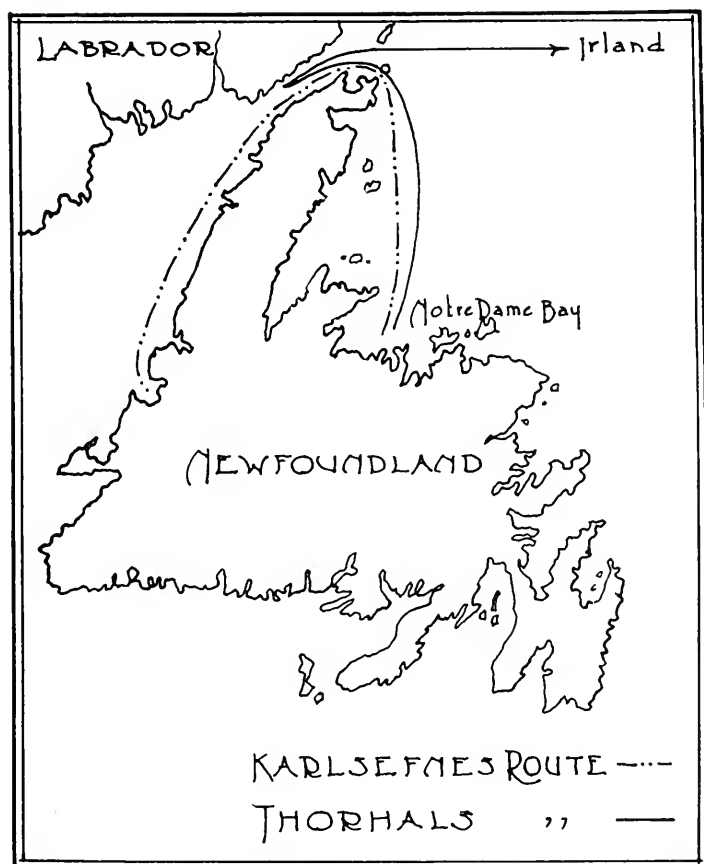 LABRADOR
Irland
Notre Dame Bay
NEWFOUNDLAND
KARLSEFNES ROUTE —··—
THORHALS ,, ——